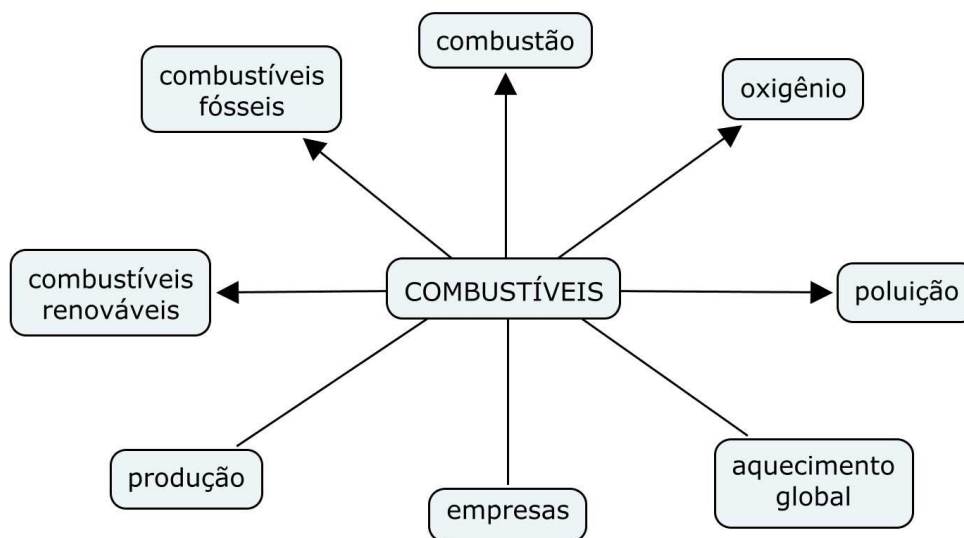 combustão
combustíveis
fósseis
oxigênio
combustíveis
renováveis
COMBUSTÍVEIS
poluição
produção
empresas
aquecimento
global